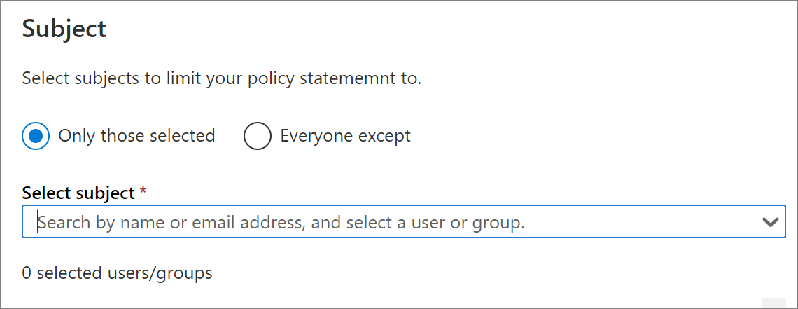 Subject
Select subjects to limit your policy statememnt to.
Only those selected Everyone except
Select subject *
Search by name or email address, and select a user or group.
0 selected users/groups